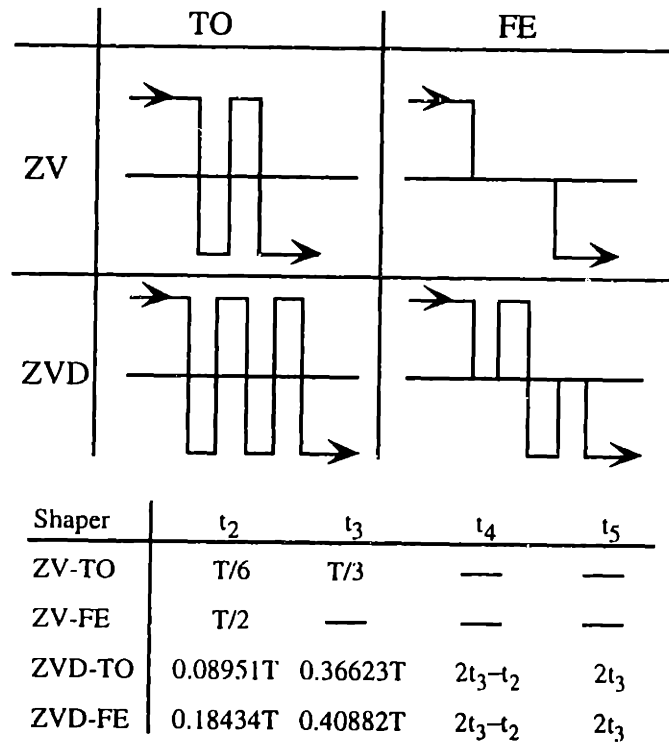 TO FE
ZV
ZVD
Shaper t₂ t₃ t₄ t₅
ZV-TO T/6 T/3 — —
ZV-FE T/2 — — —
ZVD-TO 0.08951T 0.36623T 2t₃–t₂ 2t₃
ZVD-FE 0.18434T 0.40882T 2t₃–t₂ 2t₃